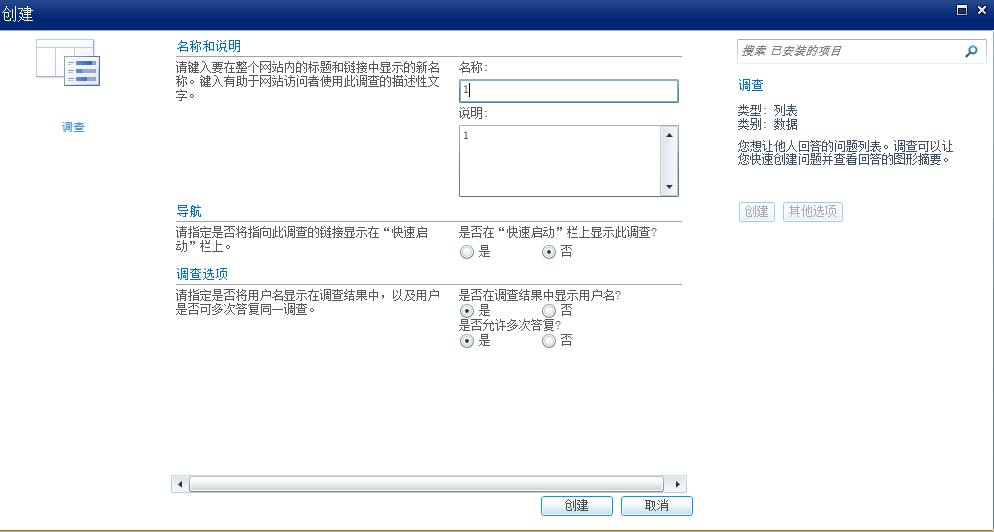 创建
调查
名称和说明
请键入要在整个网站内的标题和链接中显示的新名
称。键入有助于网站访问者使用此调查的描述性文
字。
名称:
1
说明:
1
导航
请指定是否将指向此调查的链接显示在“快速启
动”栏上。
是否在“快速启动”栏上显示此调查?
是 否
调查选项
请指定是否将用户名显示在调查结果中，以及用户
是否可多次答复同一调查。
是否在调查结果中显示用户名?
是 否
是否允许多次答复?
是 否
创建 取消
搜索 已安装的项目
调查
类型: 列表
类别: 数据
您想让他人回答的问题列表。调查可以让
您快速创建问题并查看回答的图形摘要。
创建 其他选项